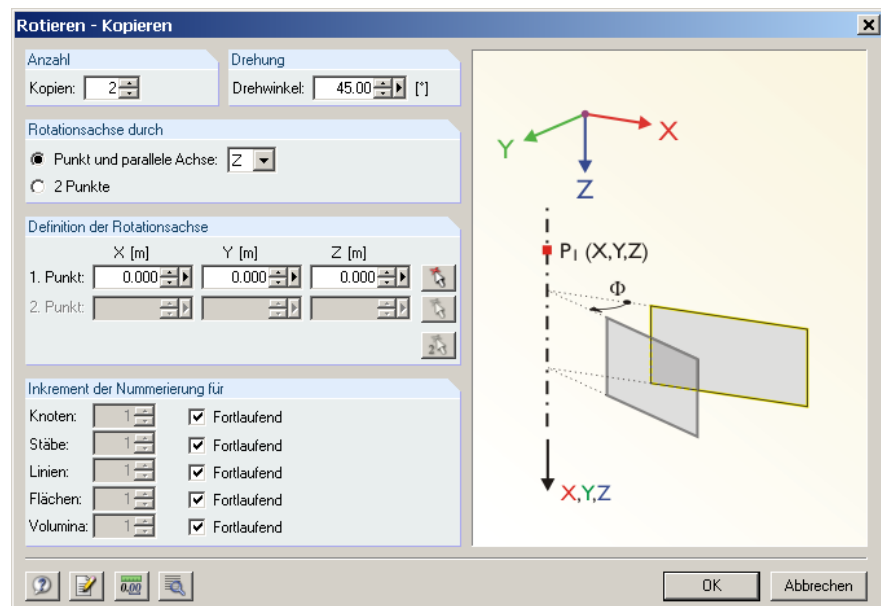 Rotieren - Kopieren
Anzahl
Kopien: 2
Drehung
Drehwinkel: 45.00 [°]
Rotationsachse durch
Punkt und parallele Achse: Z
2 Punkte
Definition der Rotationsachse
X [m] Y [m] Z [m]
1. Punkt: 0.000 0.000 0.000
2. Punkt:
2
Inkrement der Nummerierung für
Knoten: 1 Fortlaufend
Stäbe: 1 Fortlaufend
Linien: 1 Fortlaufend
Flächen: 1 Fortlaufend
Volumina: 1 Fortlaufend
Y X
Z
P1 (X,Y,Z)
Φ
X,Y,Z
? 0.00
OK Abbrechen